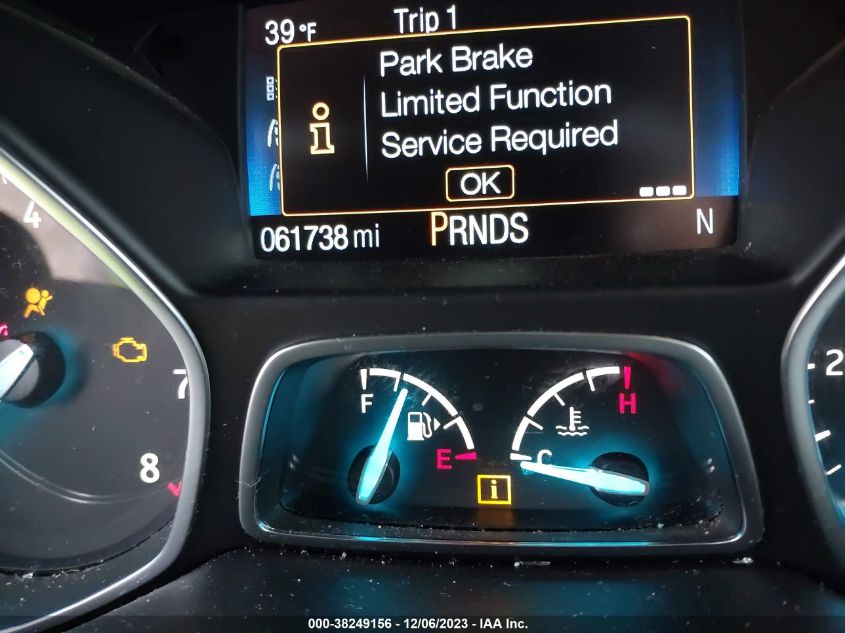 39°F Trip 1
Park Brake
Limited Function
Service Required
OK
061738 mi PRNDS N
4
7
8
F
E
H
C
i
2
000-38249156 - 12/06/2023 - IAA Inc.